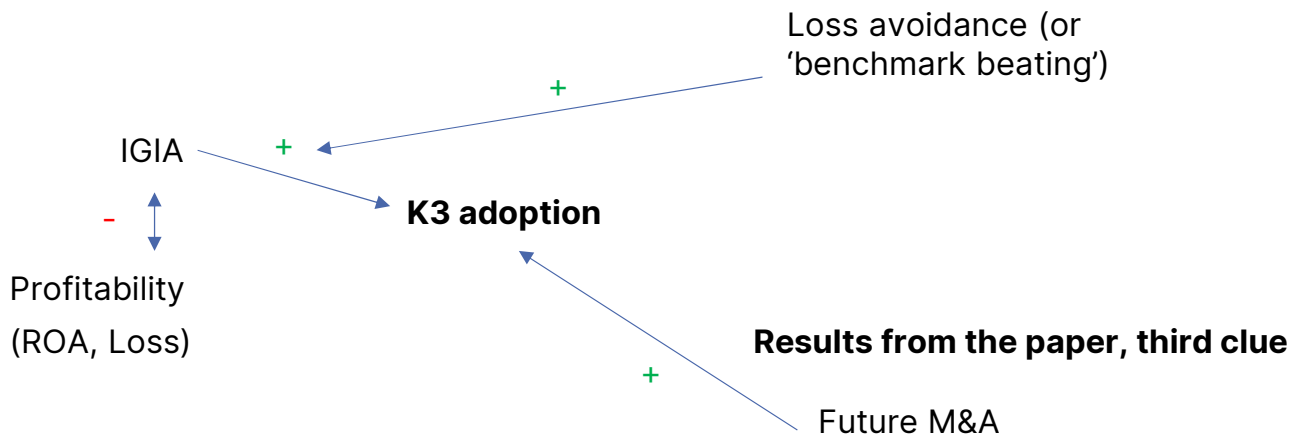 Loss avoidance (or
‘benchmark beating’)
+
+
IGIA
K3 adoption
-
Profitability
(ROA, Loss)
Results from the paper, third clue
+
Future M&A